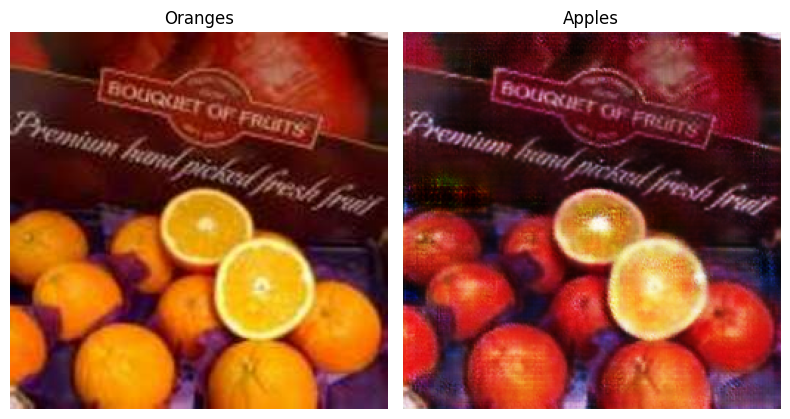 Oranges
Apples
BOUQUET OF FRUITS
Premium hand picked fresh fruit
BOUQUET OF FRUITS
Premium hand picked fresh fruit